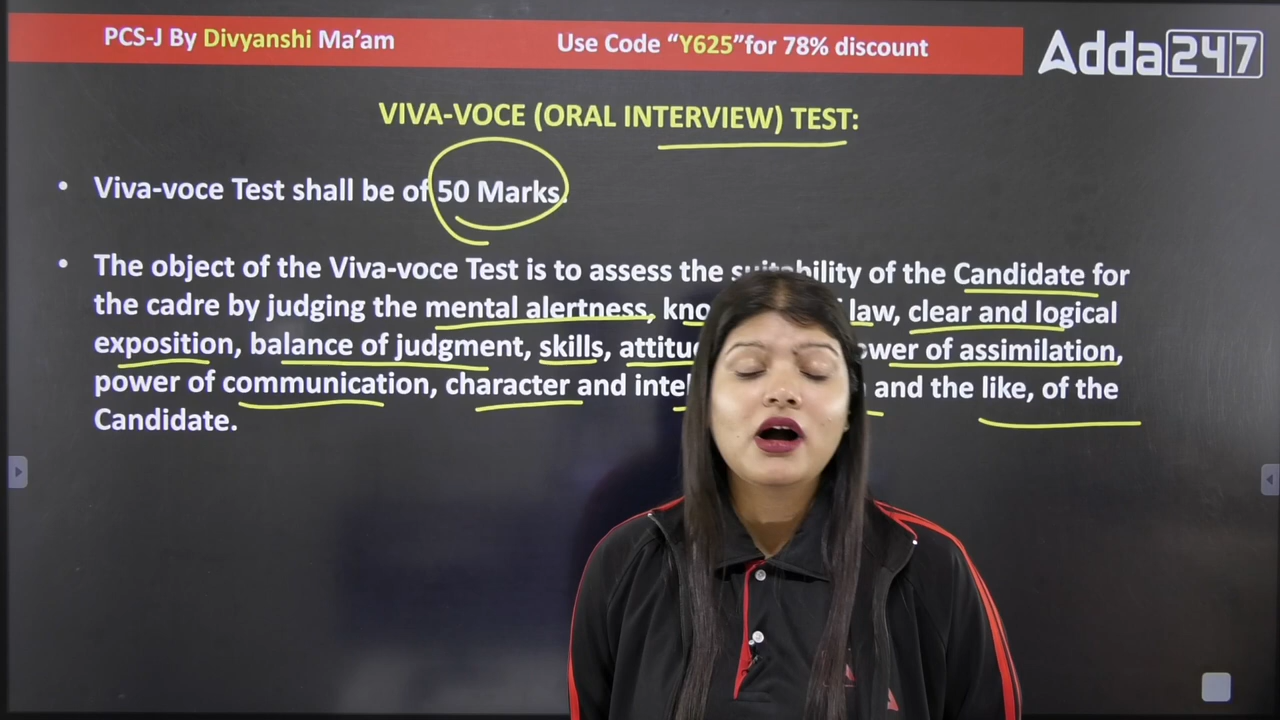 PCS-J By Divyanshi Ma'am
Use Code “Y625”for 78% discount
Adda247
VIVA-VOCE (ORAL INTERVIEW) TEST:
• Viva-voce Test shall be of 50 Marks.
• The object of the Viva-voce Test is to assess the suitability of the Candidate for
the cadre by judging the mental alertness, law, clear and logical
exposition, balance of judgment, skills, of assimilation,
power of communication, character and and the like, of the
Candidate.